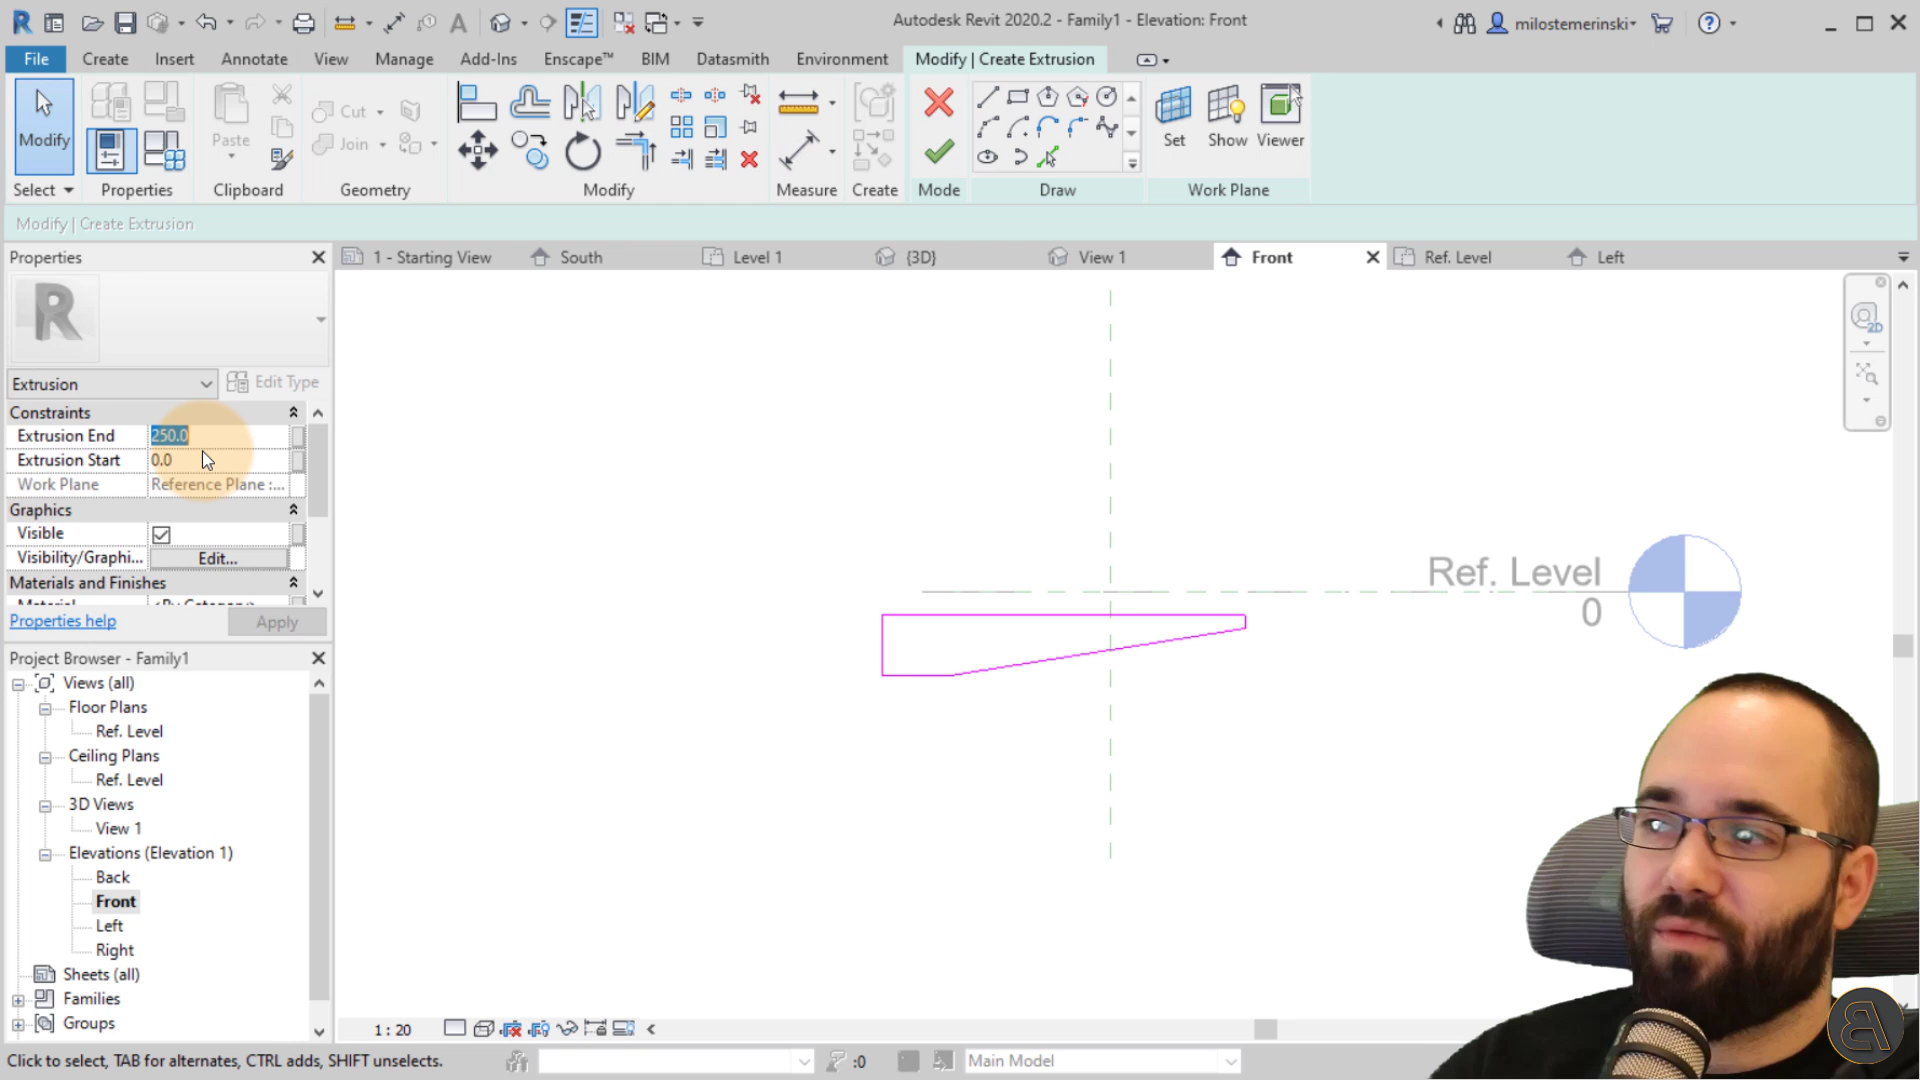 Autodesk Revit 2020.2 - Family1 - Elevation: Front
milostemerinski
File Create Insert Annotate View Manage Add-Ins Enscape™ BIM Datasmith Environment Modify | Create Extrusion
Modify
Paste
Cut
Join
Set Show Viewer
Select Properties Clipboard Geometry Modify Measure Create Mode Draw Work Plane
Modify | Create Extrusion
Properties
1 - Starting View South Level 1 {3D} View 1 Front Ref. Level Left
2D
Extrusion
Edit Type
Constraints
Extrusion End 250.0
Extrusion Start 0.0
Work Plane Reference Plane :...
Graphics
Visible
Visibility/Graphi... Edit...
Materials and Finishes
Material <By Category>
Properties help Apply
Ref. Level
0
Project Browser - Family1
Views (all)
Floor Plans
Ref. Level
Ceiling Plans
Ref. Level
3D Views
View 1
Elevations (Elevation 1)
Back
Front
Left
Right
Sheets (all)
Families
Groups
1 : 20
Click to select, TAB for alternates, CTRL adds, SHIFT unselects.
:0
Main Model